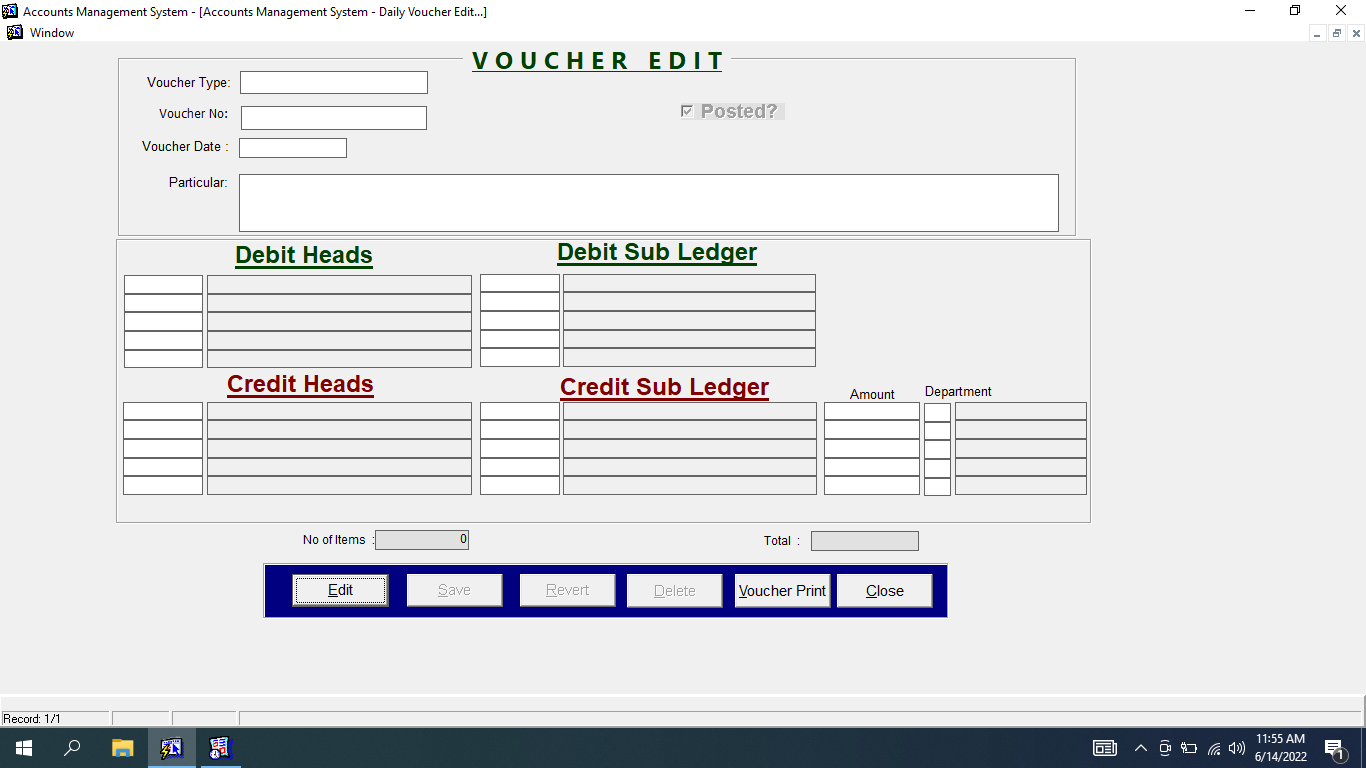 Accounts Management System - [Accounts Management System - Daily Voucher Edit...]
Window
VOUCHER EDIT
Voucher Type:
Voucher No:
Posted?
Voucher Date :
Particular:
Debit Heads
Debit Sub Ledger
Credit Heads
Credit Sub Ledger
Amount
Department
No of Items :
0
Total :
Edit
Save
Revert
Delete
Voucher Print
Close
Record: 1/1
11:55 AM
6/14/2022
1